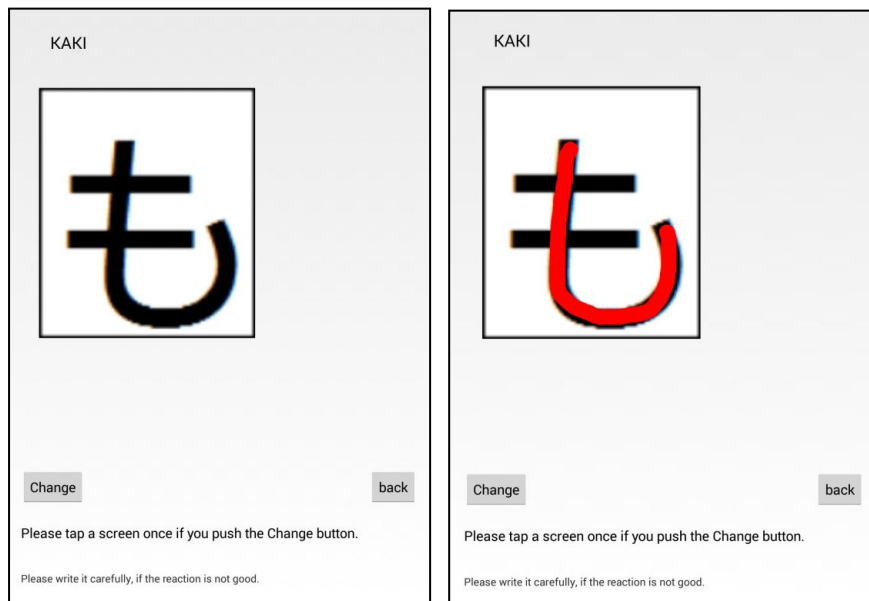 KAKI
も
Change
back
Please tap a screen once if you push the Change button.
Please write it carefully, if the reaction is not good.
KAKI
も
Change
back
Please tap a screen once if you push the Change button.
Please write it carefully, if the reaction is not good.